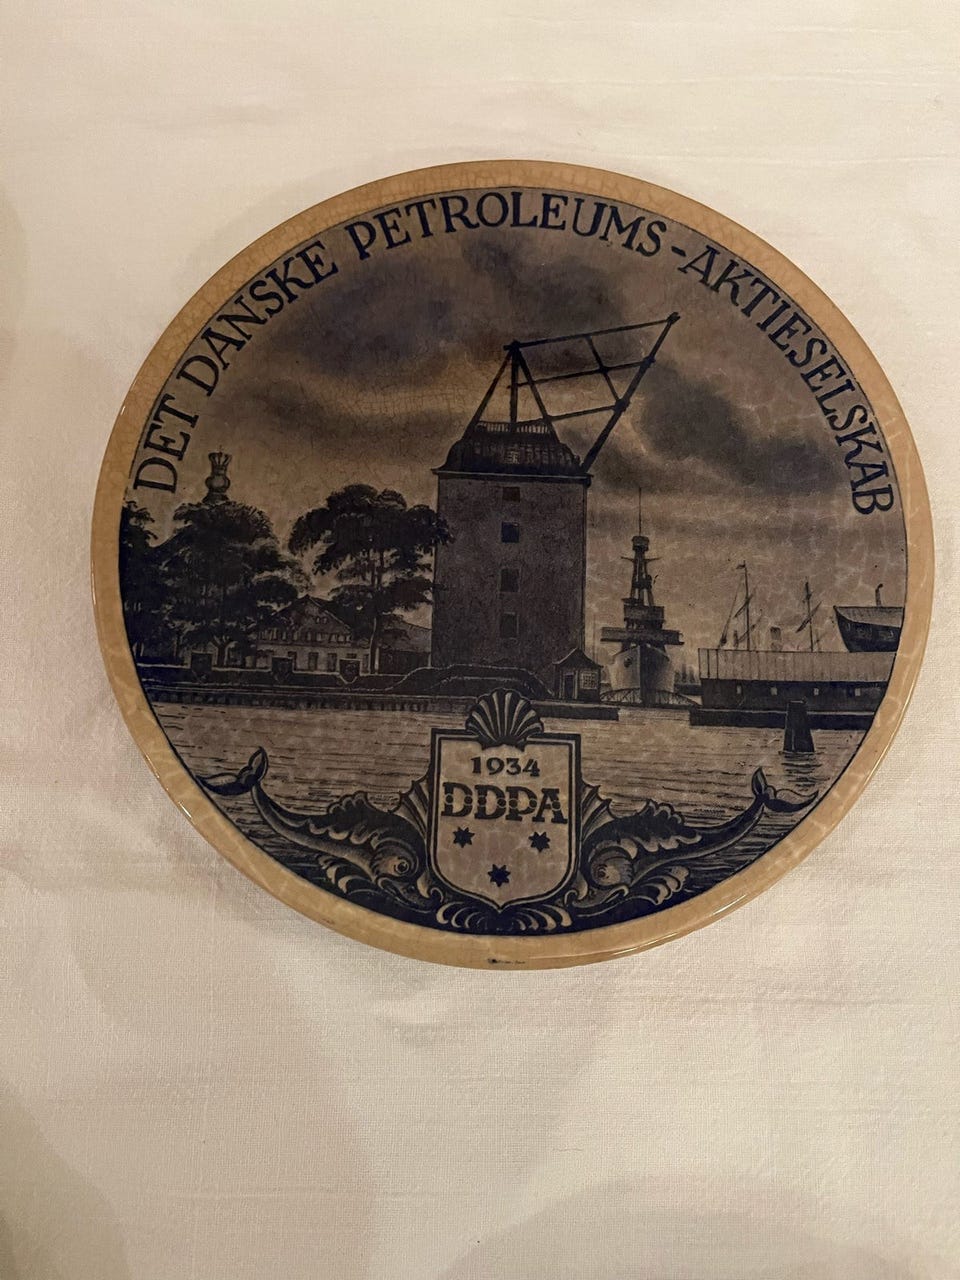 DET DANSKE PETROLEUMS-AKTIESELSKAB
1934
DDPA